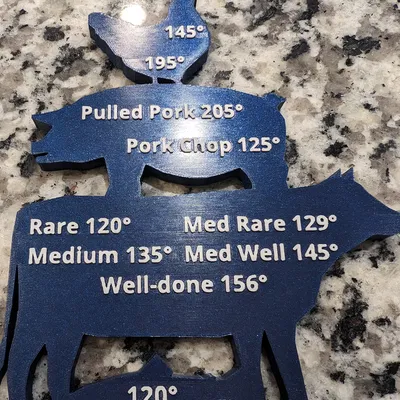 145°
195°
Pulled Pork 205°
Pork Chop 125°
Rare 120° Med Rare 129°
Medium 135° Med Well 145°
Well-done 156°
120°